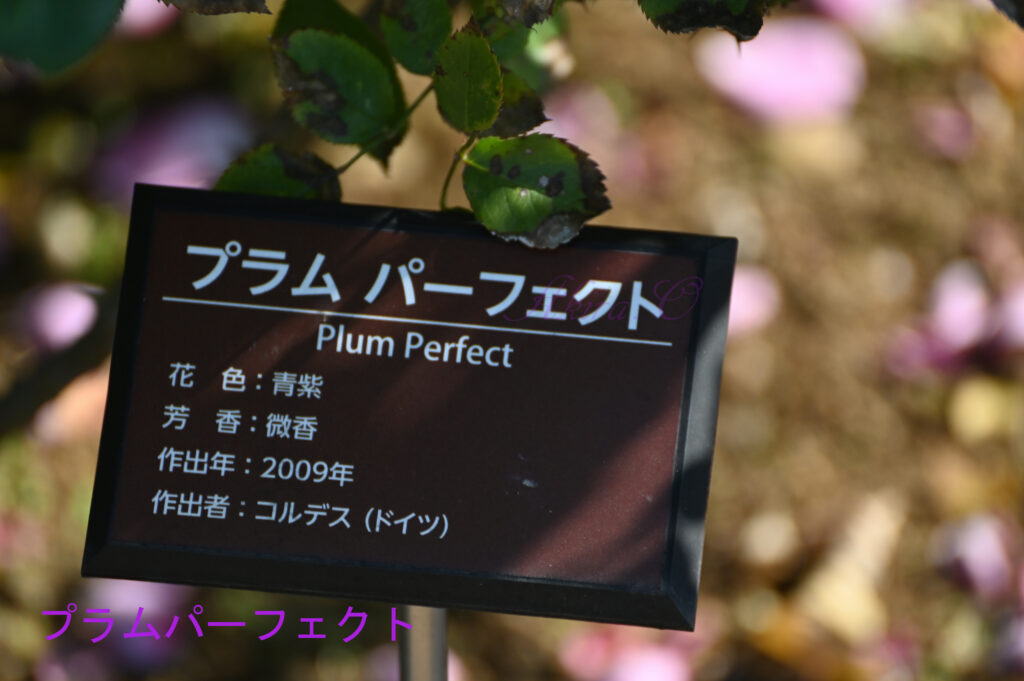 プラム パーフェクト
Plum Perfect
花　色：青紫
芳　香：微香
作出年：2009年
作出者：コルデス（ドイツ）
プラムパーフェクト